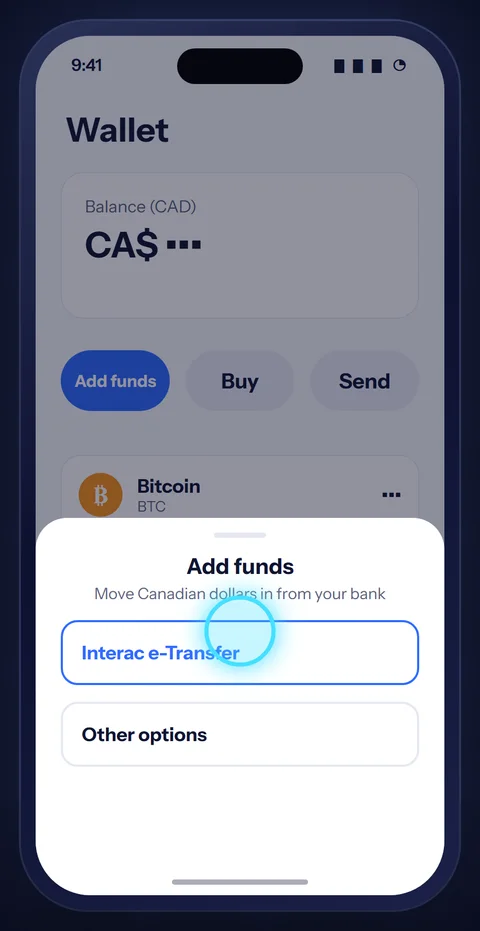 9:41
Wallet
Balance (CAD)
CA$ ...
Add funds
Buy
Send
Bitcoin
BTC
...
Add funds
Move Canadian dollars in from your bank
Interac e-Transfer
Other options